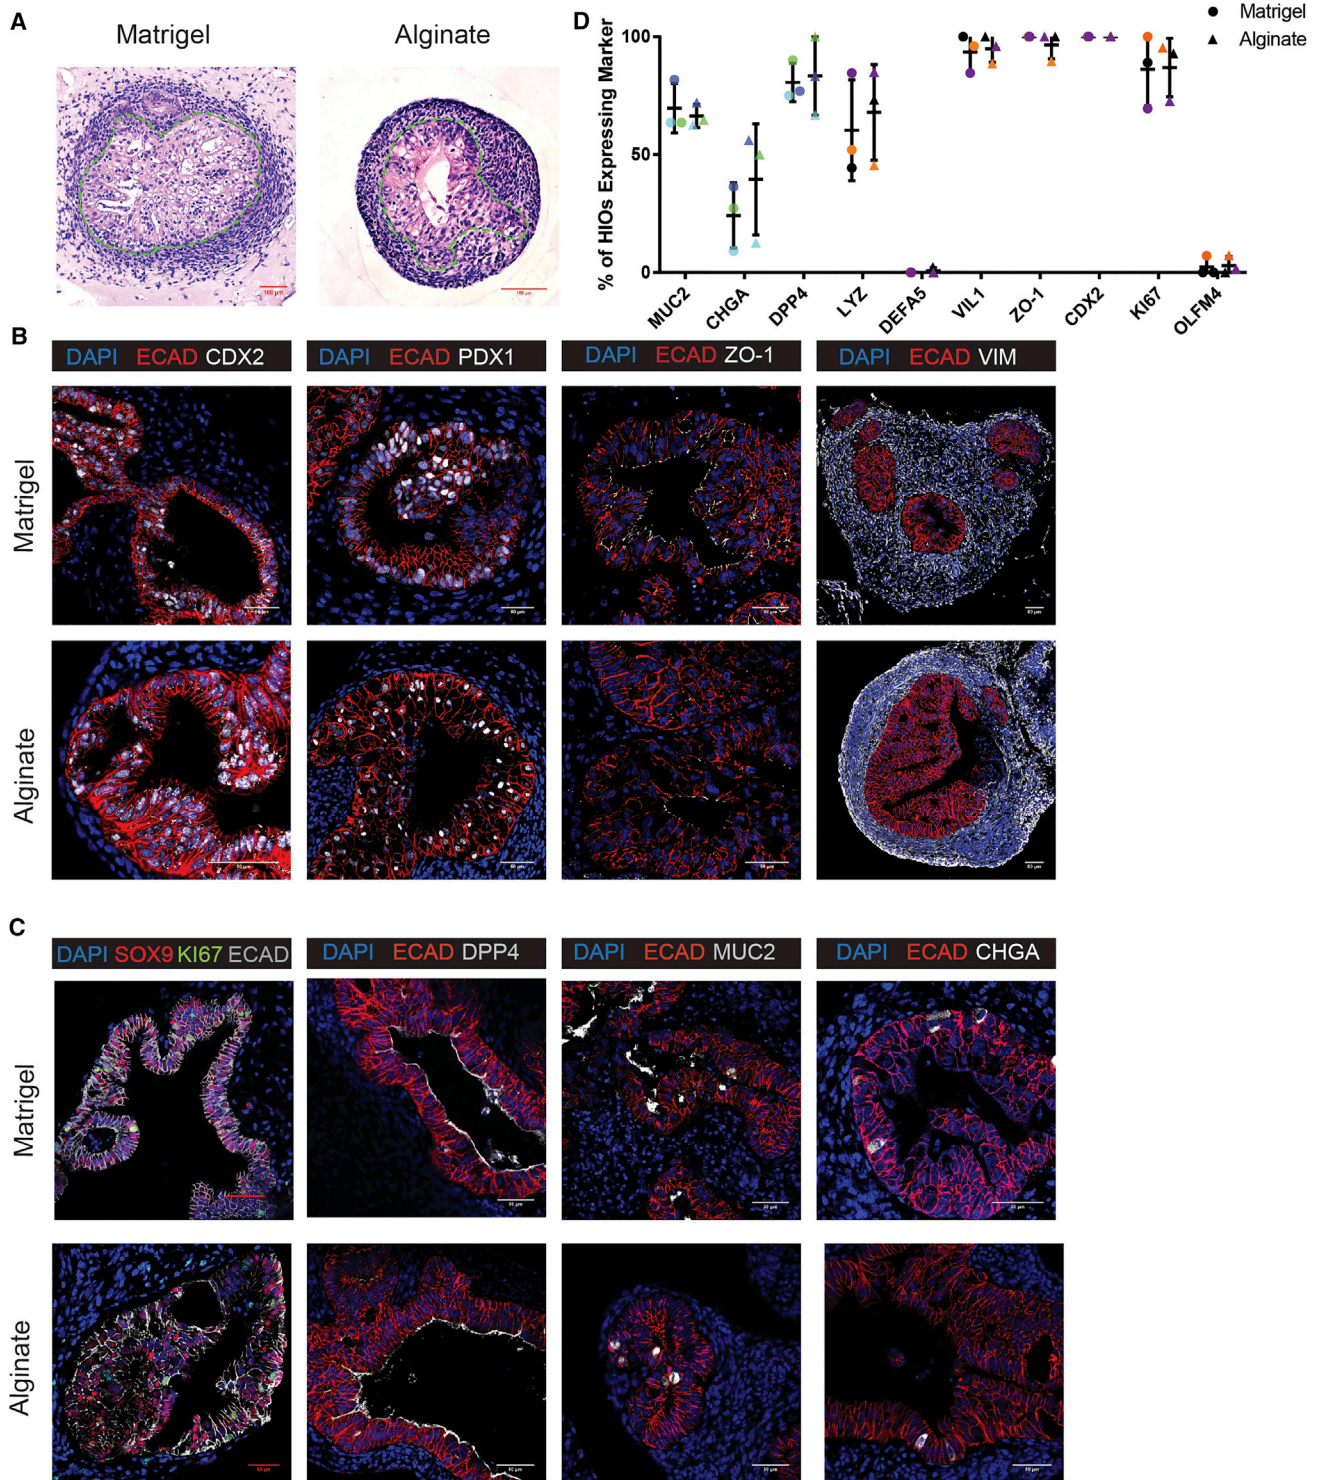 A
Matrigel
Alginate
100 µm
D
Matrigel
Alginate
% of HIOs Expressing Marker
100
50
0
MUC2
CHGA
DPP4
LYZ
DEFA5
VIL1
ZO-1
CDX2
KI67
OLFM4
B
DAPI ECAD CDX2
DAPI ECAD PDX1
DAPI ECAD ZO-1
DAPI ECAD VIM
Matrigel
Alginate
C
DAPI SOX9 KI67 ECAD
DAPI ECAD DPP4
DAPI ECAD MUC2
DAPI ECAD CHGA
Matrigel
Alginate